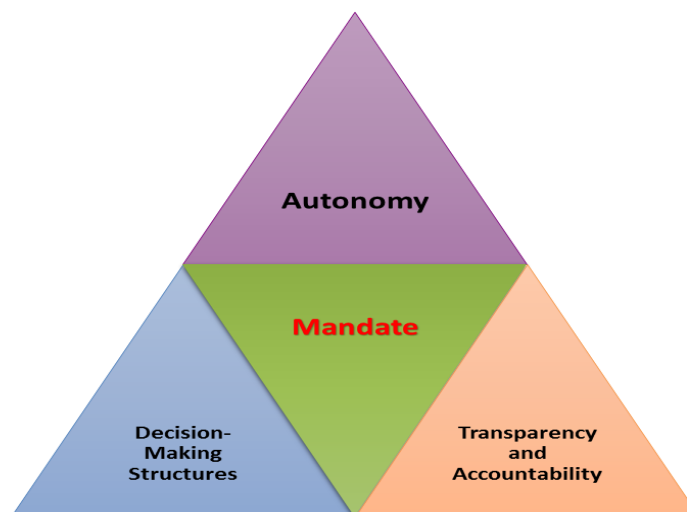 Autonomy
Mandate
Decision-
Making
Structures
Transparency
and
Accountability